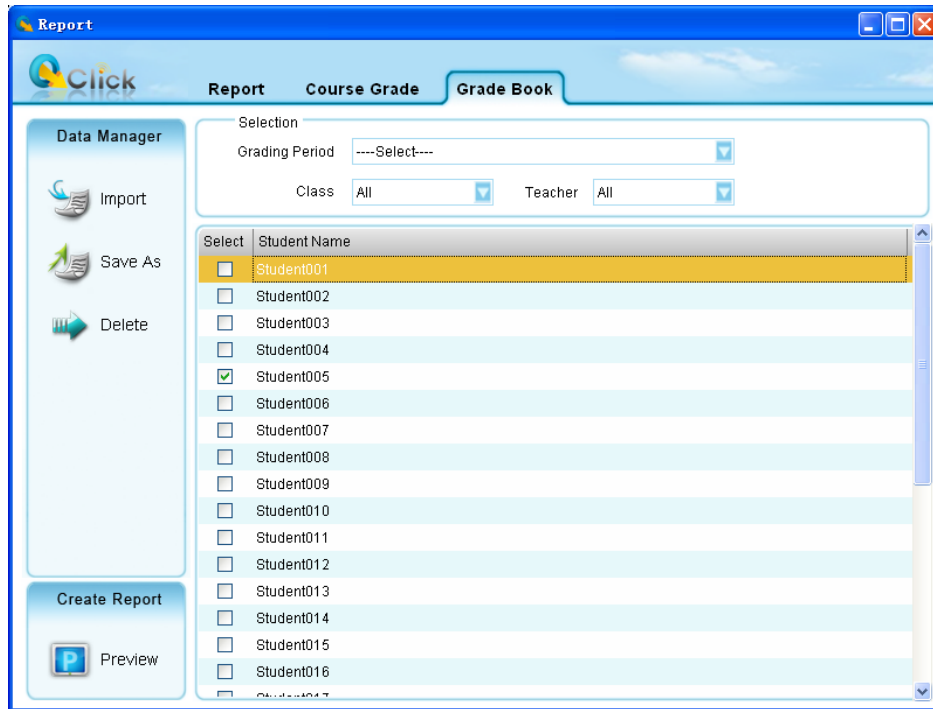 Report
QClick
Report Course Grade Grade Book
Data Manager
Import
Save As
Delete
Create Report
P
Preview
Selection
Grading Period ----Select----
Class All Teacher All
Select Student Name
Student001
Student002
Student003
Student004
Student005
Student006
Student007
Student008
Student009
Student010
Student011
Student012
Student013
Student014
Student015
Student016